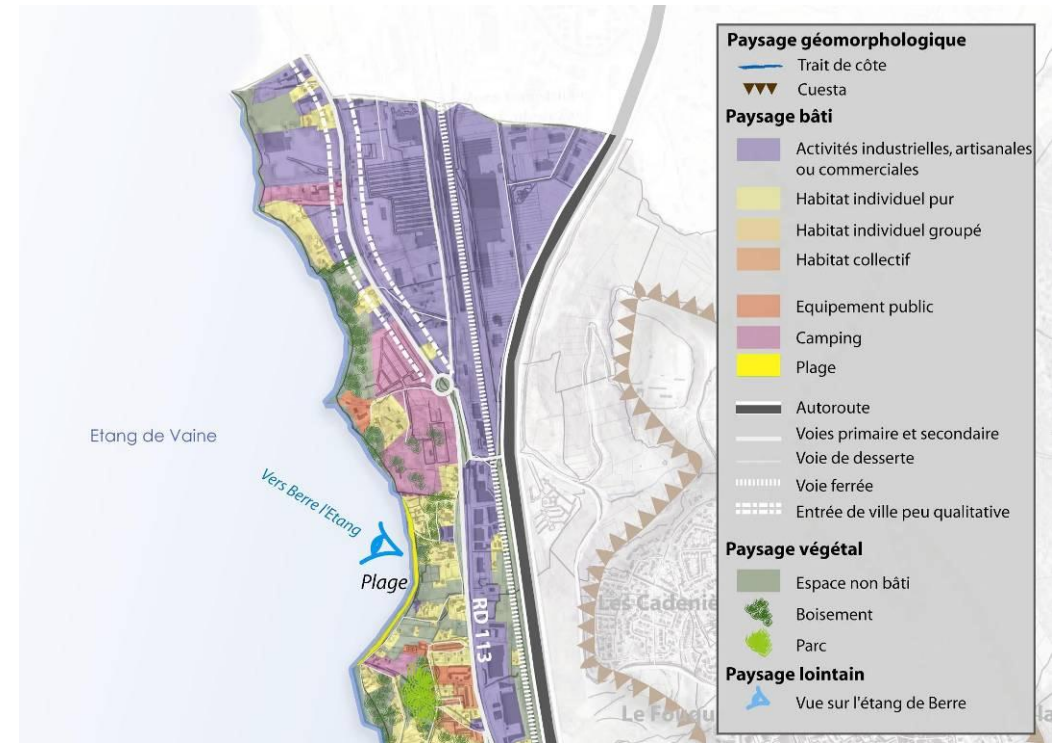 Paysage géomorphologique
Trait de côte
Cuesta
Paysage bâti
Activités industrielles, artisanales
ou commerciales
Habitat individuel pur
Habitat individuel groupé
Habitat collectif
Equipement public
Camping
Plage
Autoroute
Voies primaire et secondaire
Voie de desserte
Voie ferrée
Entrée de ville peu qualitative
Paysage végétal
Espace non bâti
Boisement
Parc
Paysage lointain
Vue sur l'étang de Berre
Etang de Vaine
Vers Berre l'Etang
Plage
RD 113
Les Cadeniè